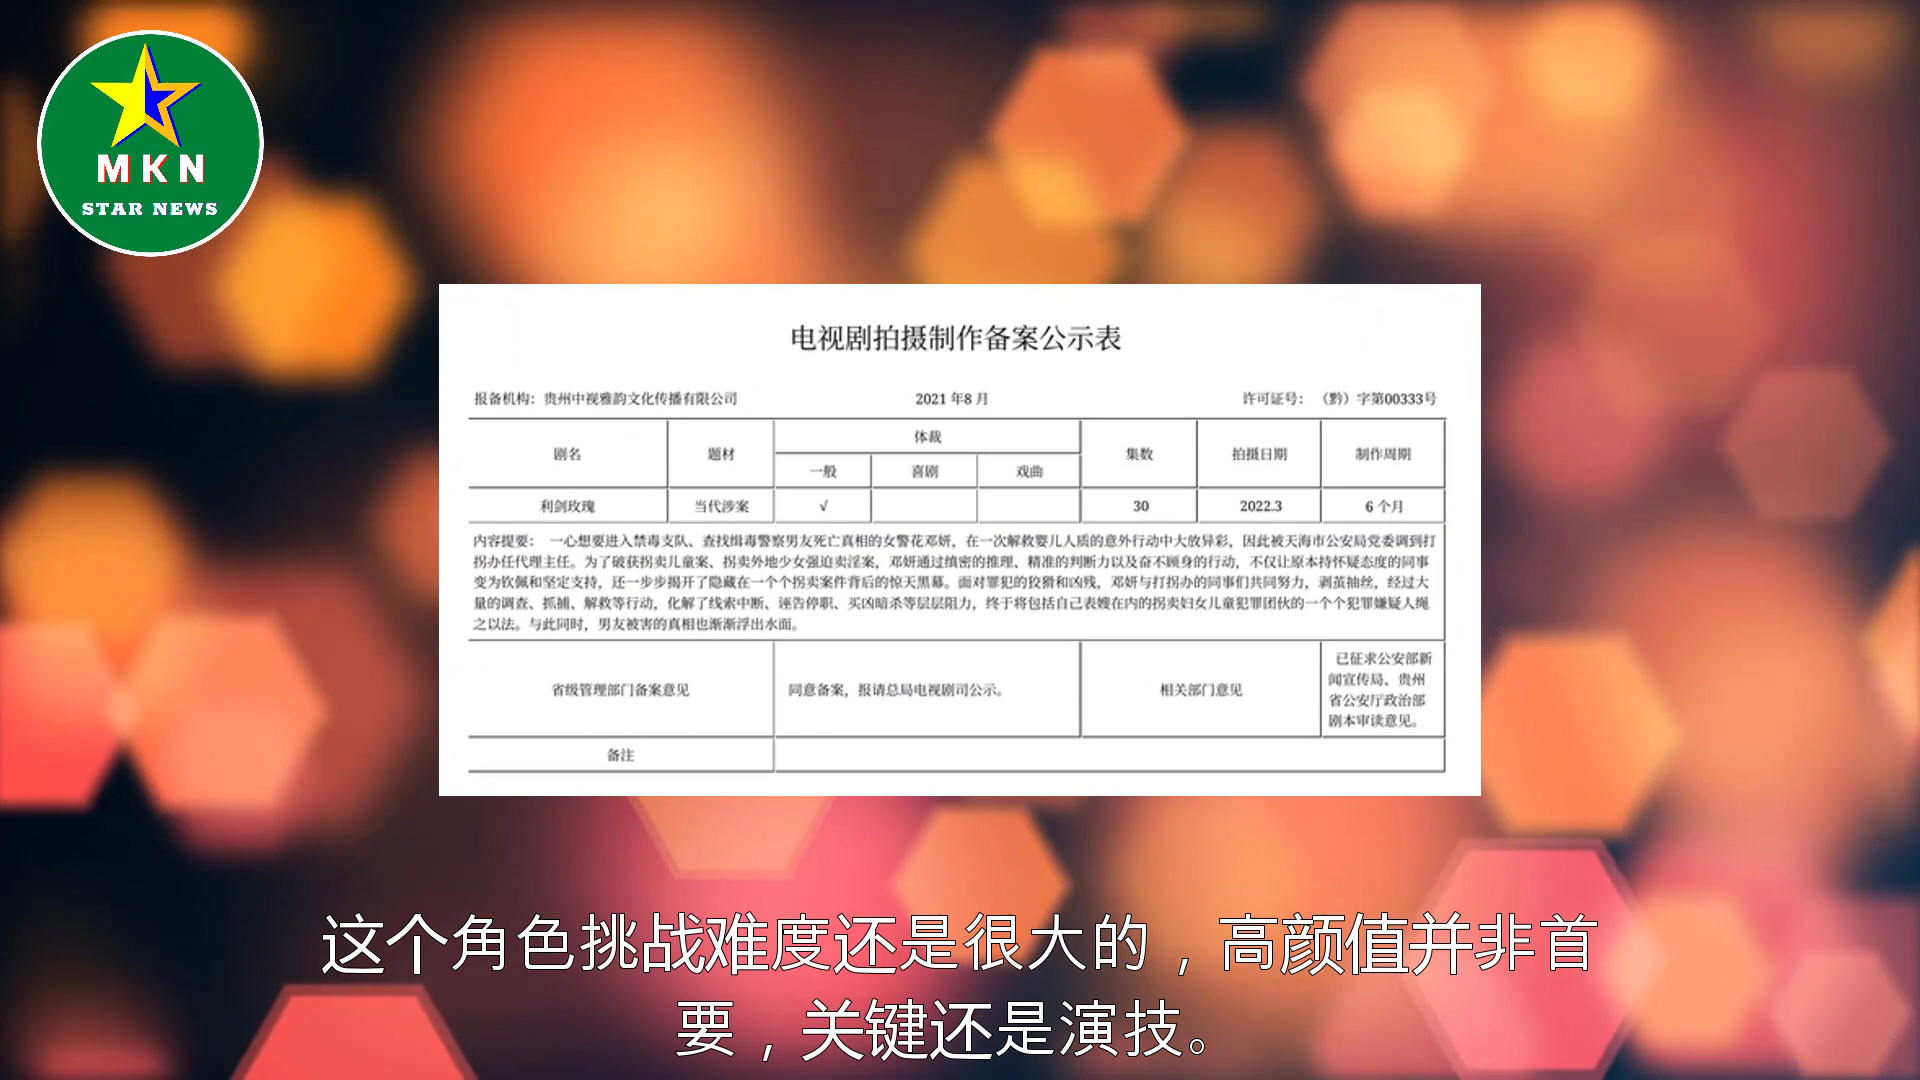 MKN
STAR NEWS
电视剧拍摄制作备案公示表
报备机构：贵州中视雅韵文化传播有限公司 2021 年8 月 许可证号：（黔）字第00333号
剧名 题材 体裁 集数 拍摄日期 制作周期
一般 喜剧 戏曲
利剑玫瑰 当代涉案 √ 30 2022.3 6 个月
内容提要： 一心想要进入禁毒支队、查找缉毒警察男友死亡真相的女警花邓妍，在一次解救婴儿人质的意外行动中大放异彩，因此被天海市公安局党委调到打
拐办任代理主任。为了破获拐卖儿童案、拐卖外地少女强迫卖淫案，邓妍通过缜密的推理、精准的判断力以及奋不顾身的行动，不仅让原本持怀疑态度的同事
变为钦佩和坚定支持，还一步步揭开了隐藏在一个个拐卖案件背后的惊天黑幕。面对罪犯的狡猾和凶残，邓妍与打拐办的同事们共同努力，剥茧抽丝，经过大
量的调查、抓捕、解救等行动，化解了线索中断、诬告停职、买凶暗杀等层层阻力，终于将包括自己表嫂在内的拐卖妇女儿童犯罪团伙的一个个犯罪嫌疑人绳
之以法。与此同时，男友被害的真相也渐渐浮出水面。
省级管理部门备案意见 同意备案，报请总局电视剧司公示。 相关部门意见 已征求公安部新
闻宣传局、贵州
省公安厅政治部
剧本审读意见。
备注
这个角色挑战难度还是很大的，高颜值并非首
要，关键还是演技。